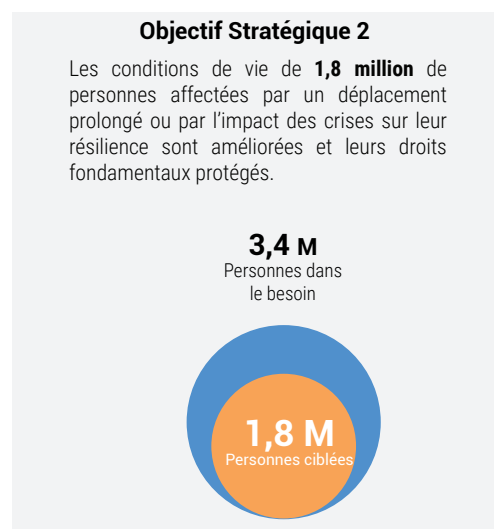 Objectif Stratégique 2
Les conditions de vie de 1,8 million de
personnes affectées par un déplacement
prolongé ou par l'impact des crises sur leur
résilience sont améliorées et leurs droits
fondamentaux protégés.
3,4 M
Personnes dans
le besoin
1,8 M
Personnes ciblées